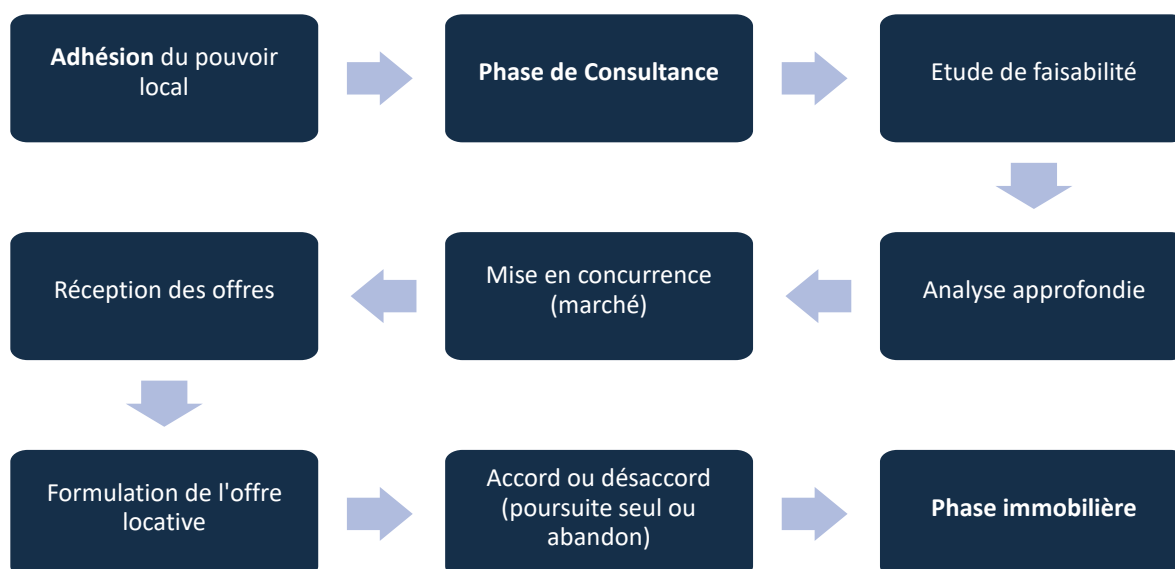 Adhésion du pouvoir
local
Phase de Consultance
Etude de faisabilité
Analyse approfondie
Mise en concurrence
(marché)
Réception des offres
Formulation de l'offre
locative
Accord ou désaccord
(poursuite seul ou
abandon)
Phase immobilière